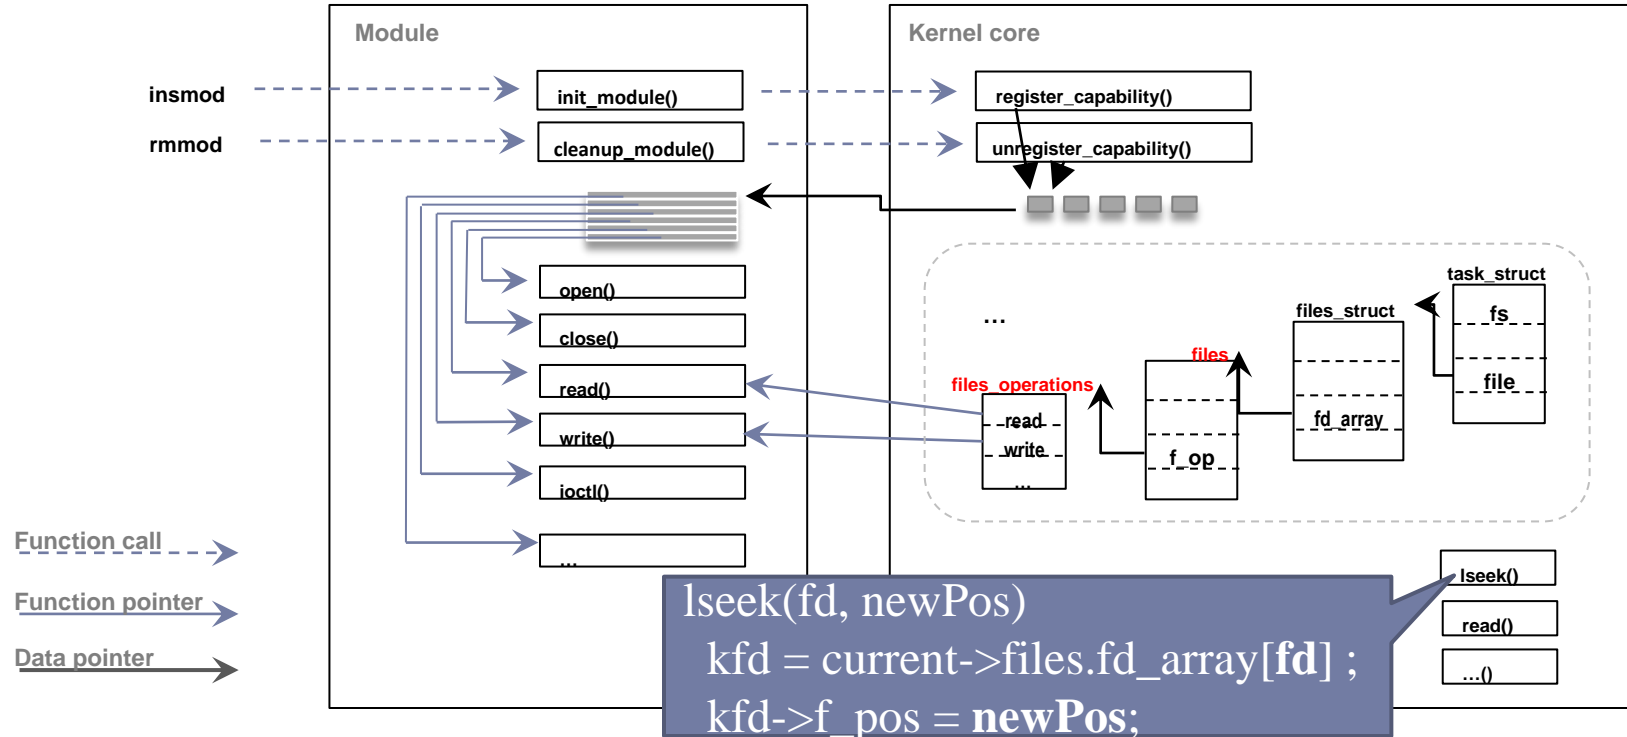 Module
Kernel core
insmod
init_module()
register_capability()
rmmod
cleanup_module()
unregister_capability()
open()
close()
read()
write()
ioctl()
...
task_struct
fs
file
files_struct
fd_array
files
f_op
...
files_operations
read
write
...
Function call
Function pointer
Data pointer
lseek()
read()
...()
lseek(fd, newPos)
kfd = current->files.fd_array[fd] ;
kfd->f_pos = newPos;